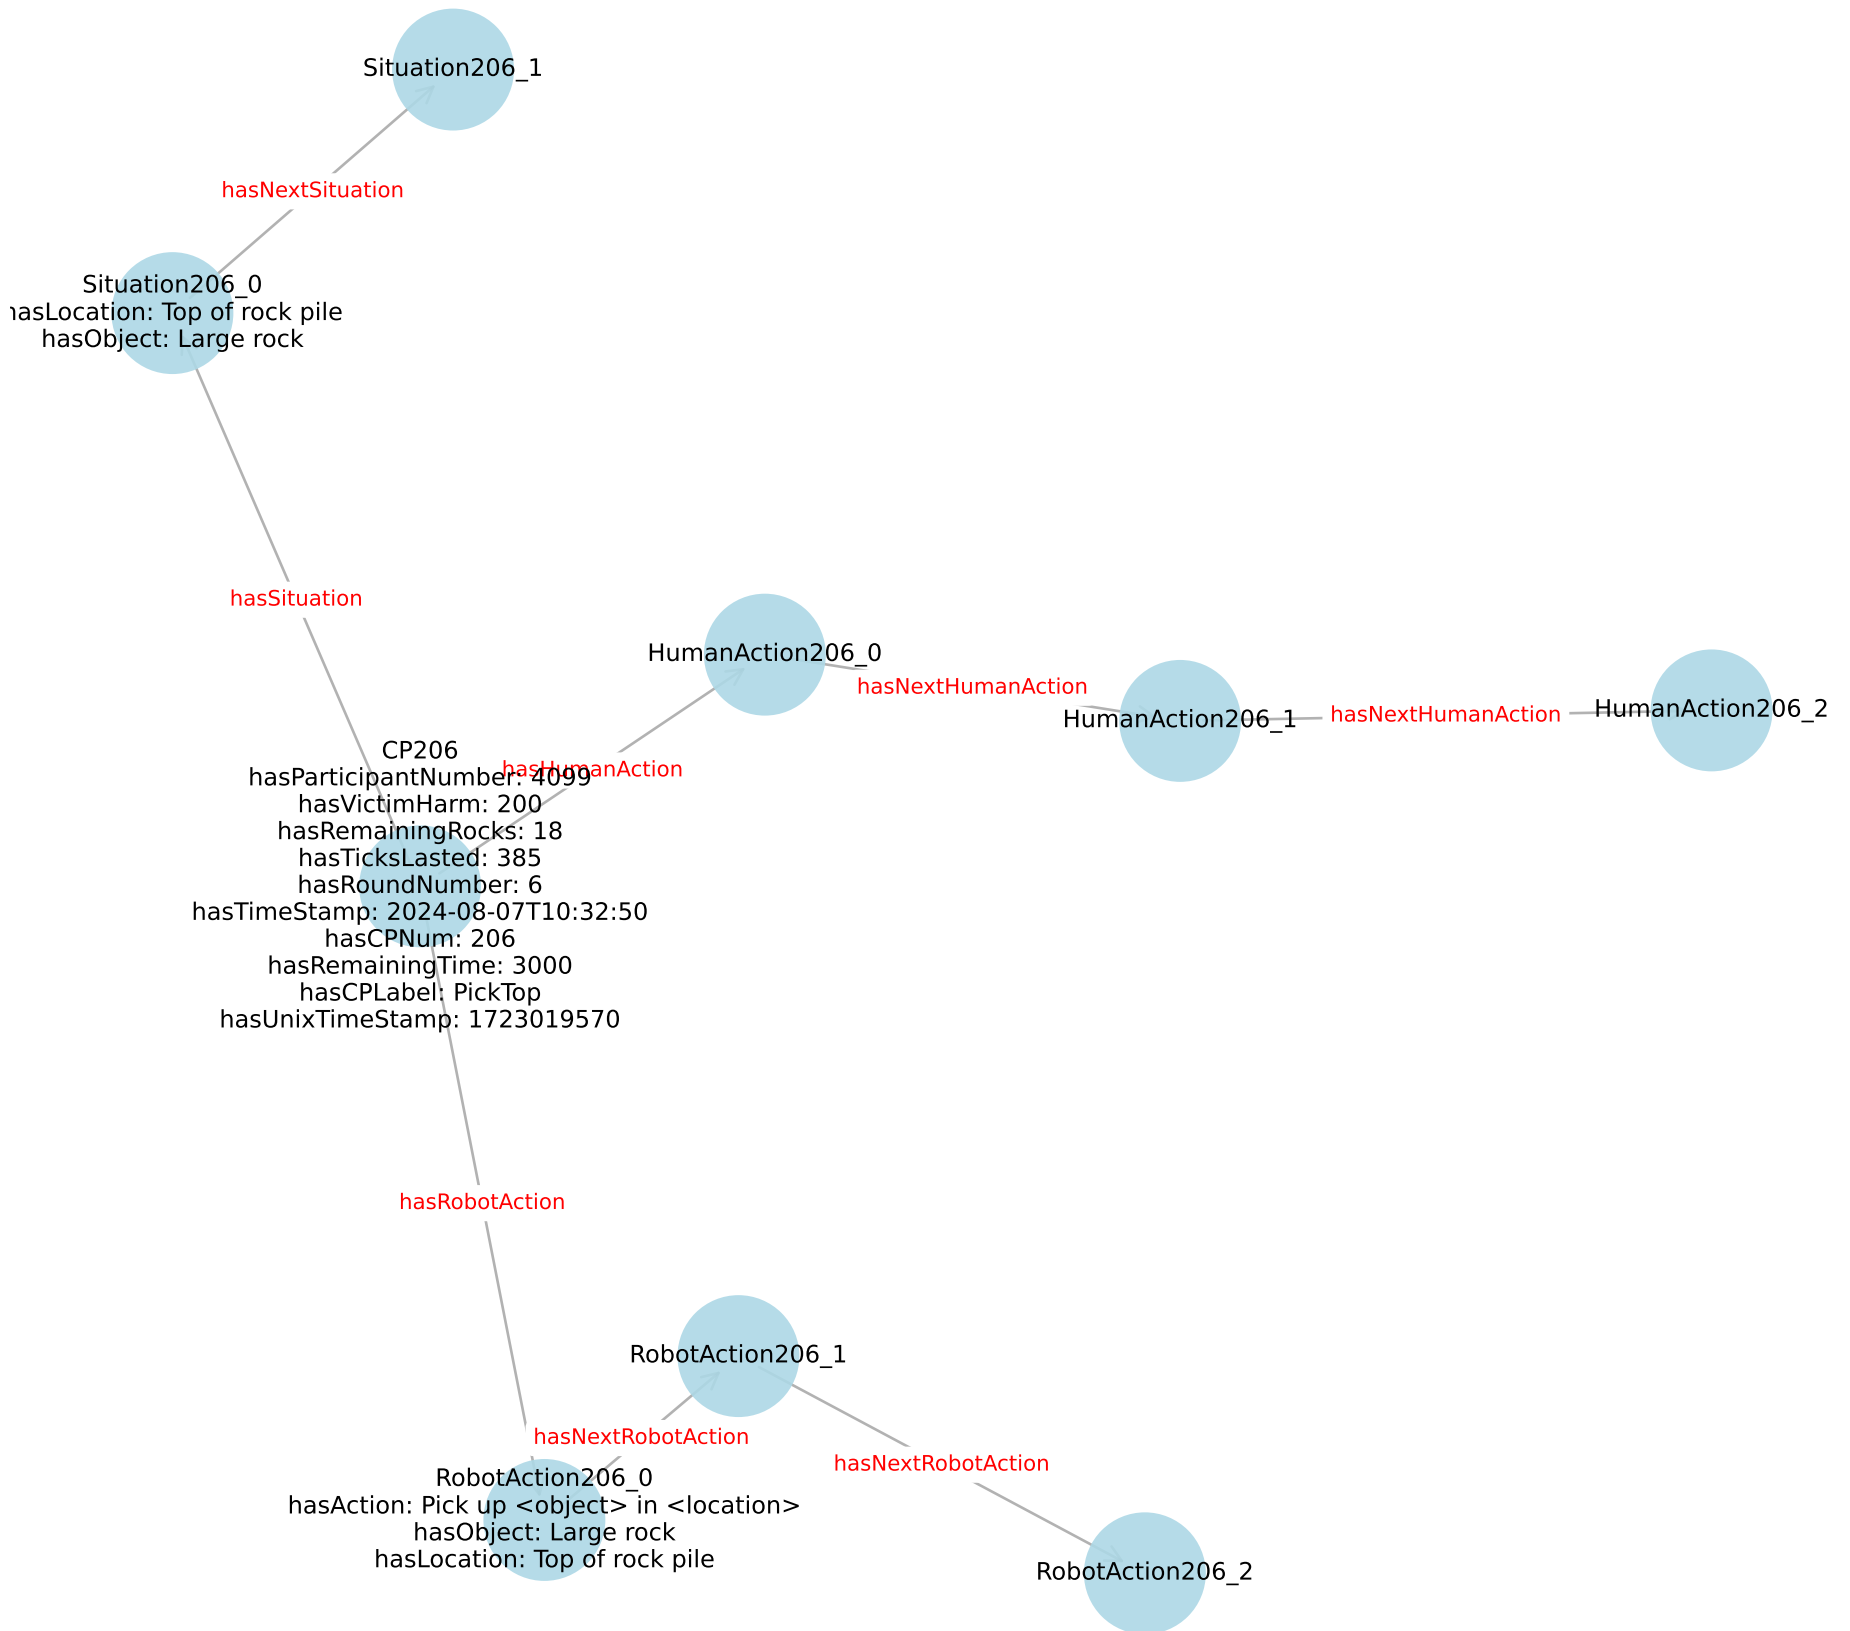 Situation206_1
hasNextSituation
Situation206_0
hasLocation: Top of rock pile
hasObject: Large rock
hasSituation
HumanAction206_0
hasNextHumanAction
HumanAction206_1
hasNextHumanAction
HumanAction206_2
CP206
hasHumanAction
hasParticipantNumber: 4099
hasVictimHarm: 200
hasRemainingRocks: 18
hasTicksLasted: 385
hasRoundNumber: 6
hasTimeStamp: 2024-08-07T10:32:50
hasCPNum: 206
hasRemainingTime: 3000
hasCPLabel: PickTop
hasUnixTimeStamp: 1723019570
hasRobotAction
RobotAction206_1
hasNextRobotAction
hasNextRobotAction
RobotAction206_0
hasAction: Pick up <object> in <location>
hasObject: Large rock
hasLocation: Top of rock pile
RobotAction206_2